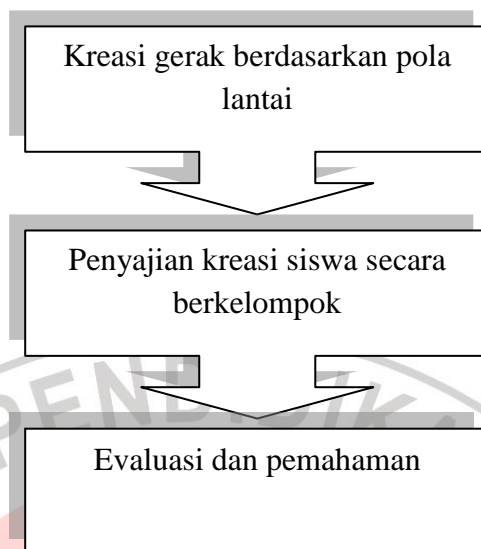 Kreasi gerak berdasarkan pola
lantai
Penyajian kreasi siswa secara
berkelompok
Evaluasi dan pemahaman